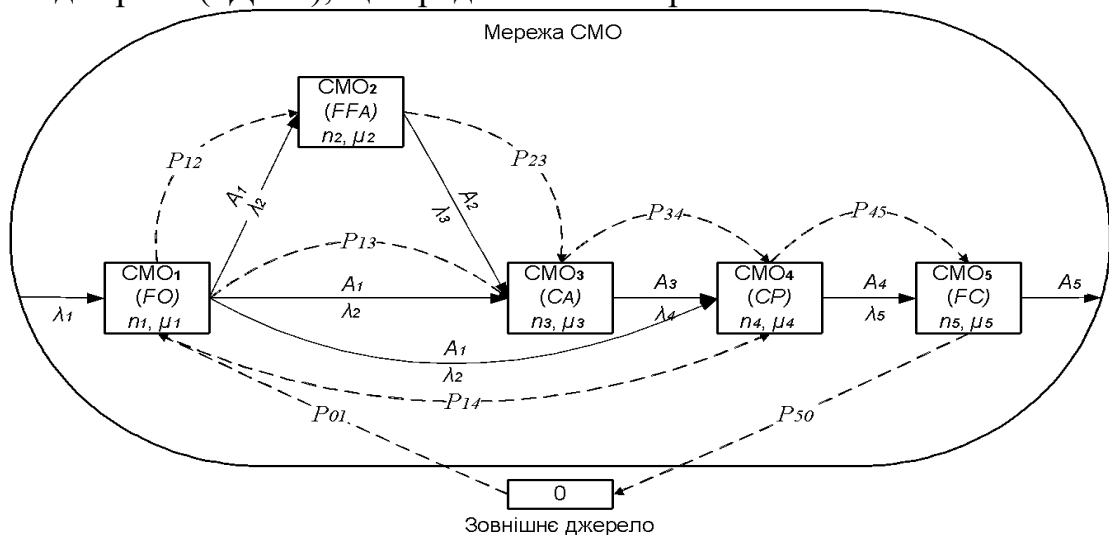 Мережа СМО
СМО2
(FFA)
n2, μ2
P12
P23
A1
λ2
A2
λ3
P13
P34
P45
СМО1
(FO)
n1, μ1
λ1
A1
λ2
СМО3
(CA)
n3, μ3
A3
λ4
СМО4
(CP)
n4, μ4
A4
λ5
СМО5
(FC)
n5, μ5
A5
A1
λ2
P14
P01
P50
0
Зовнішнє джерело